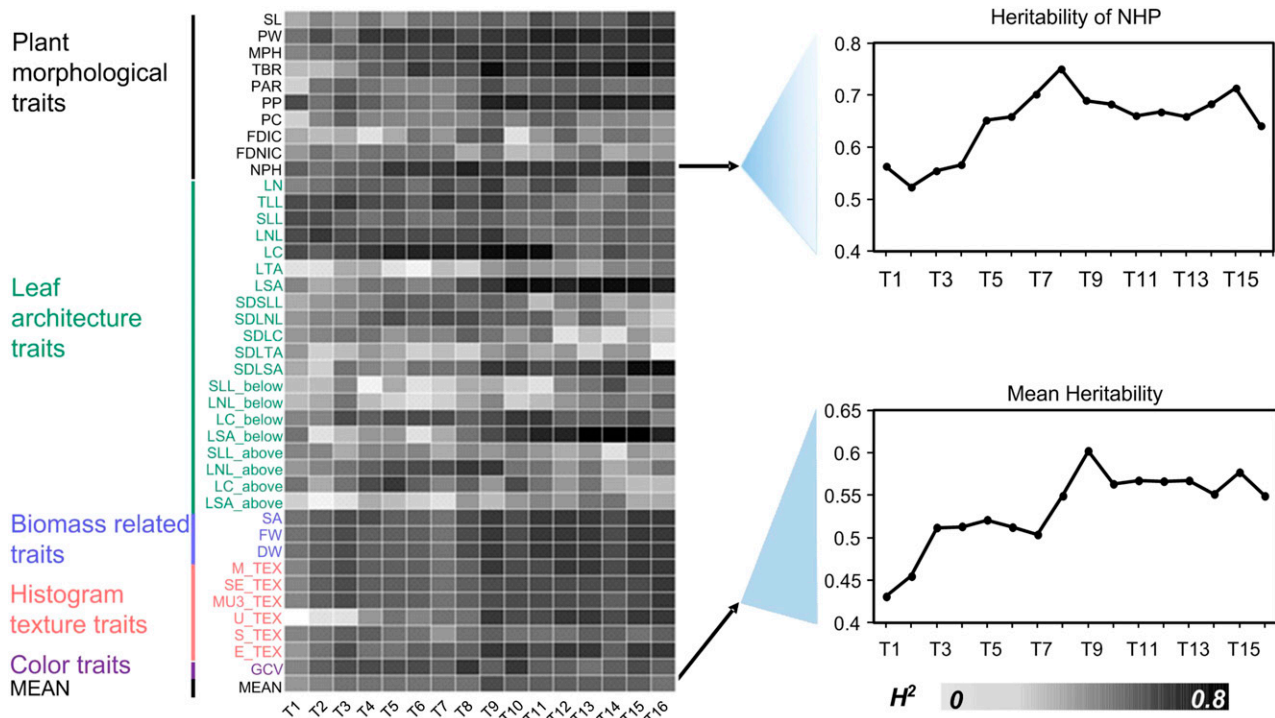 Plant
morphological
traits
Leaf
architecture
traits
Biomass related
traits
Histogram
texture traits
Color traits
MEAN
SL
PW
MPH
TBR
PAR
PP
PC
FDIC
FDNIC
NPH
LN
TLL
SLL
LNL
LC
LTA
LSA
SDSLL
SDLNL
SDLC
SDLTA
SDLSA
SLL_below
LNL_below
LC_below
LSA_below
SLL_above
LNL_above
LC_above
LSA_above
SA
FW
DW
M_TEX
SE_TEX
MU3_TEX
U_TEX
S_TEX
E_TEX
GCV
MEAN
T1 T2 T3 T4 T5 T6 T7 T8 T9 T10 T11 T12 T13 T14 T15 T16
Heritability of NHP
0.8
0.7
0.6
0.5
0.4
T1 T3 T5 T7 T9 T11 T13 T15
Mean Heritability
0.65
0.6
0.55
0.5
0.45
0.4
T1 T3 T5 T7 T9 T11 T13 T15
H² 0 0.8